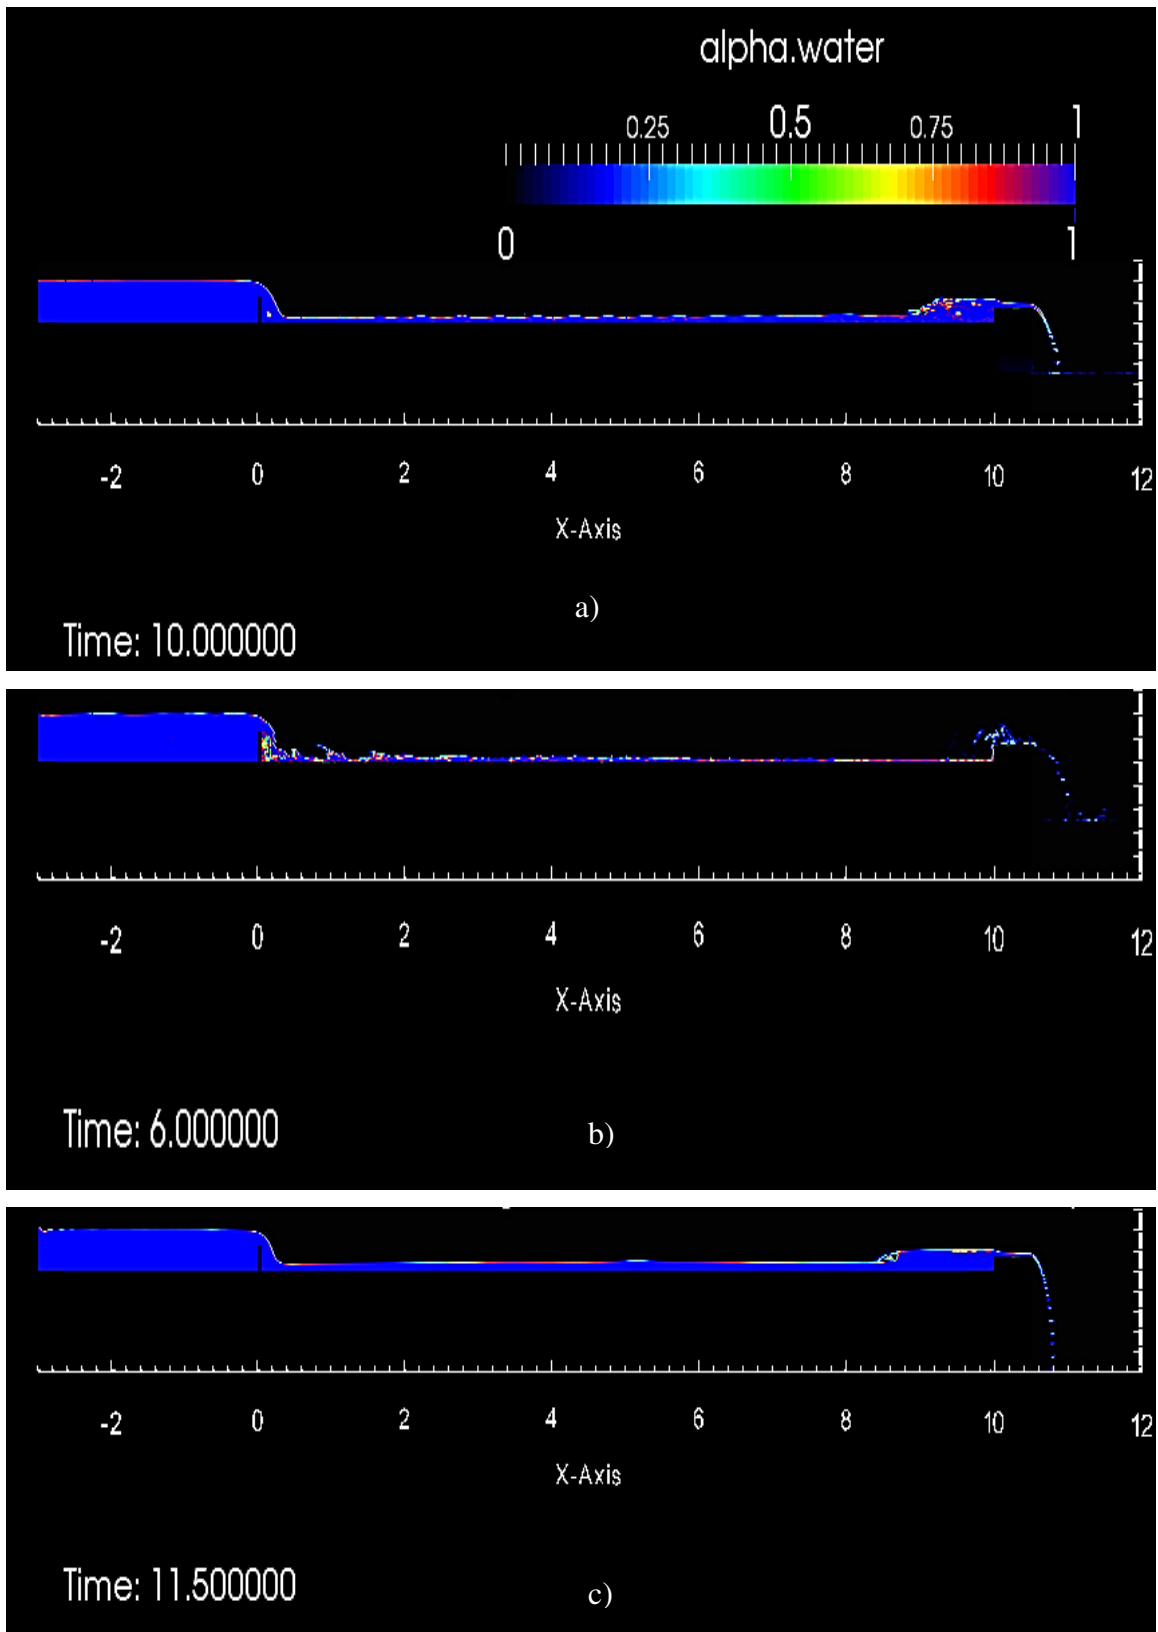 alpha.water
0.25 0.5 0.75 1
0 1
-2 0 2 4 6 8 10 12
X-Axis
a)
Time: 10.000000
-2 0 2 4 6 8 10 12
X-Axis
Time: 6.000000 b)
-2 0 2 4 6 8 10 12
X-Axis
Time: 11.500000 c)